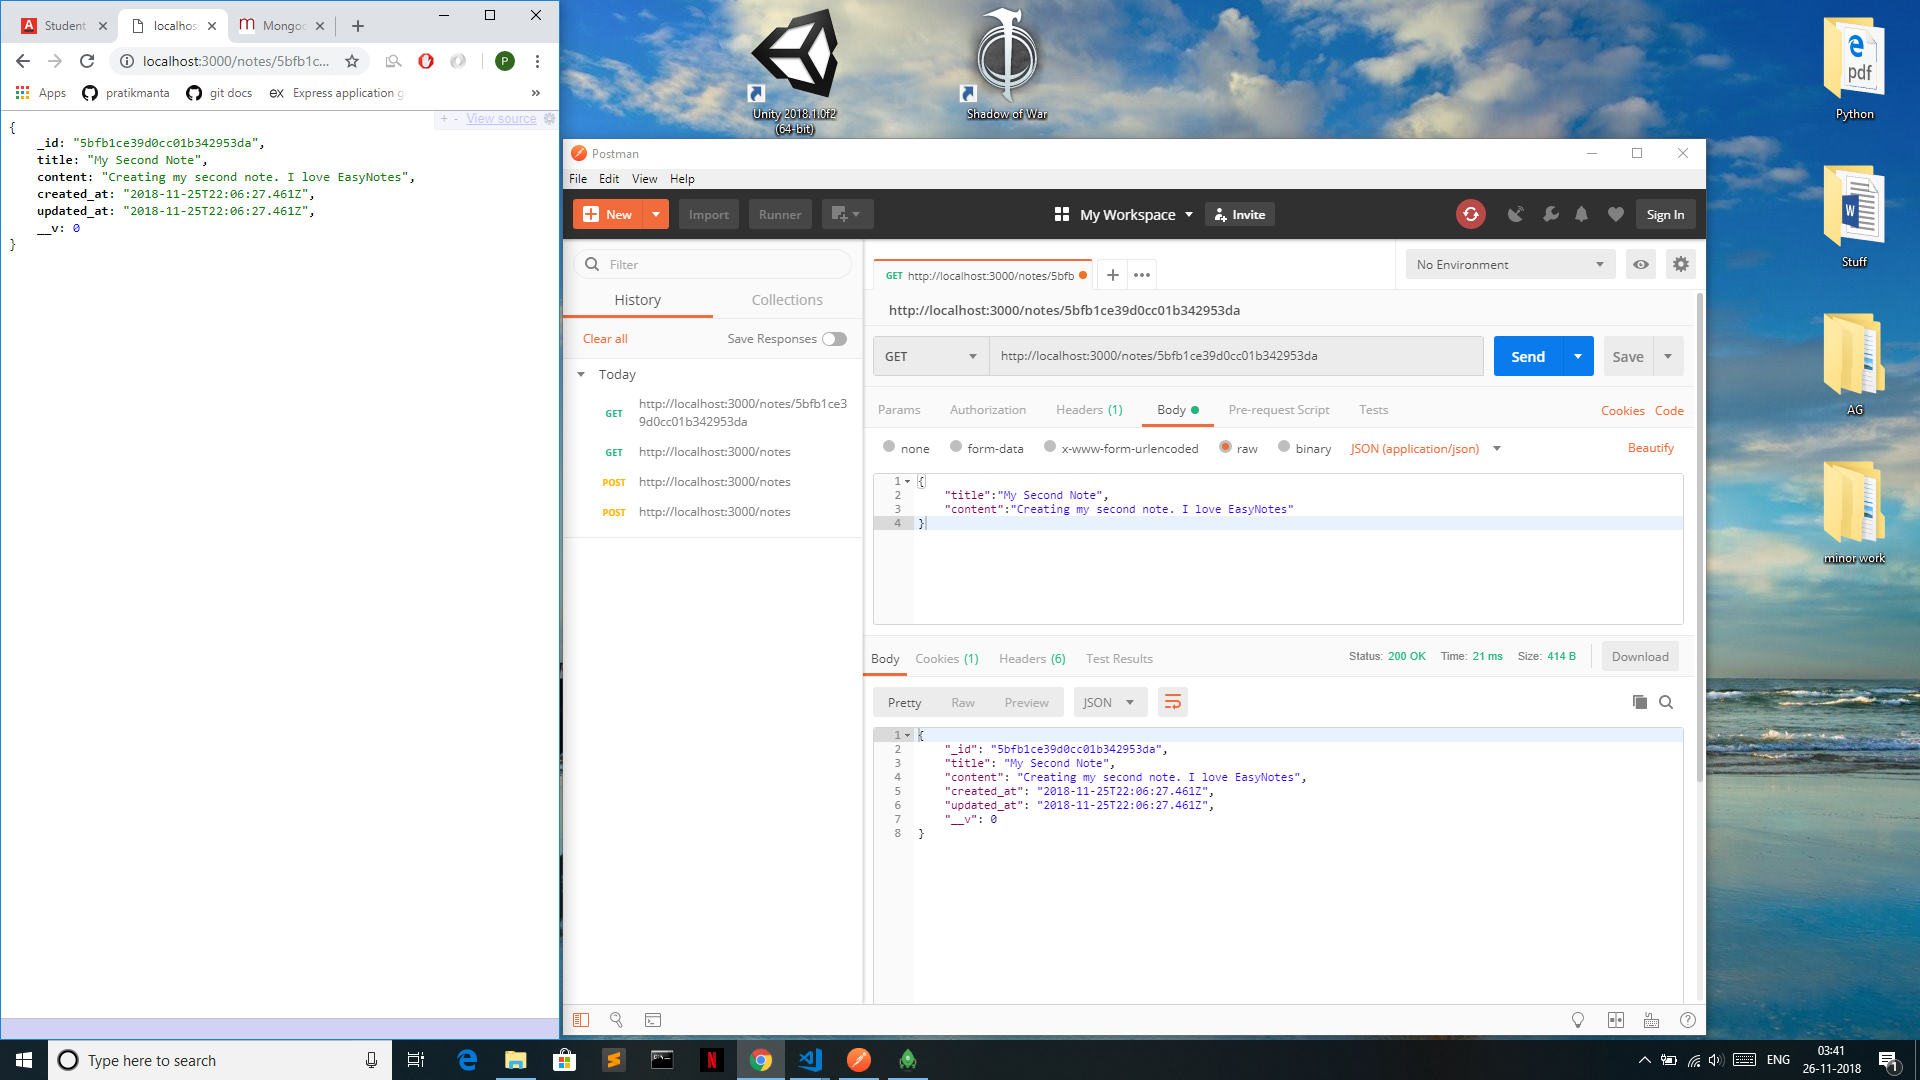 Student
localhos
Mongoo
localhost:3000/notes/5bfb1c...
P
Apps
pratikmanta
git docs
ex Express application g
»
+ - View source
{
_id: "5bfb1ce39d0cc01b342953da",
title: "My Second Note",
content: "Creating my second note. I love EasyNotes",
created_at: "2018-11-25T22:06:27.461Z",
updated_at: "2018-11-25T22:06:27.461Z",
__v: 0
}
Unity 2018.1.0f2
(64-bit)
Shadow of War
Python
Stuff
AG
minor work
Postman
File Edit View Help
New
Import
Runner
My Workspace
Invite
Sign In
Filter
History
Collections
Clear all
Save Responses
Today
GET http://localhost:3000/notes/5bfb1ce3
9d0cc01b342953da
GET http://localhost:3000/notes
POST http://localhost:3000/notes
POST http://localhost:3000/notes
GET http://localhost:3000/notes/5bfb
No Environment
http://localhost:3000/notes/5bfb1ce39d0cc01b342953da
GET http://localhost:3000/notes/5bfb1ce39d0cc01b342953da
Send
Save
Params Authorization Headers (1) Body Pre-request Script Tests
Cookies Code
none form-data x-www-form-urlencoded raw binary JSON (application/json)
Beautify
1 {
2 "title":"My Second Note",
3 "content":"Creating my second note. I love EasyNotes"
4 }
Body Cookies (1) Headers (6) Test Results
Status: 200 OK Time: 21 ms Size: 414 B
Download
Pretty Raw Preview JSON
1 {
2 "_id": "5bfb1ce39d0cc01b342953da",
3 "title": "My Second Note",
4 "content": "Creating my second note. I love EasyNotes",
5 "created_at": "2018-11-25T22:06:27.461Z",
6 "updated_at": "2018-11-25T22:06:27.461Z",
7 "__v": 0
8 }
Type here to search
ENG
03:41
26-11-2018
1